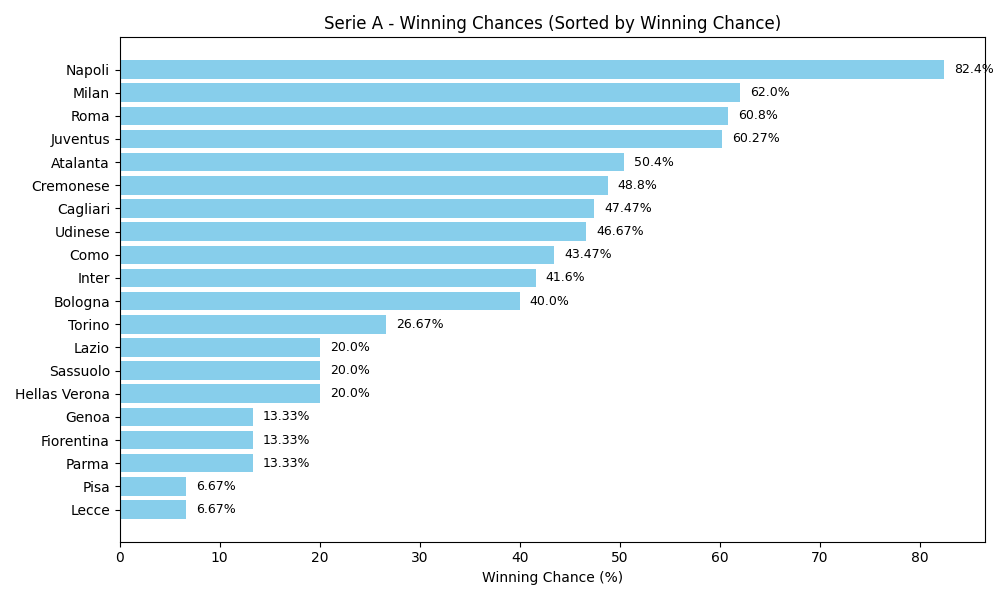 Serie A - Winning Chances (Sorted by Winning Chance)
Napoli 82.4%
Milan 62.0%
Roma 60.8%
Juventus 60.27%
Atalanta 50.4%
Cremonese 48.8%
Cagliari 47.47%
Udinese 46.67%
Como 43.47%
Inter 41.6%
Bologna 40.0%
Torino 26.67%
Lazio 20.0%
Sassuolo 20.0%
Hellas Verona 20.0%
Genoa 13.33%
Fiorentina 13.33%
Parma 13.33%
Pisa 6.67%
Lecce 6.67%
0 10 20 30 40 50 60 70 80
Winning Chance (%)